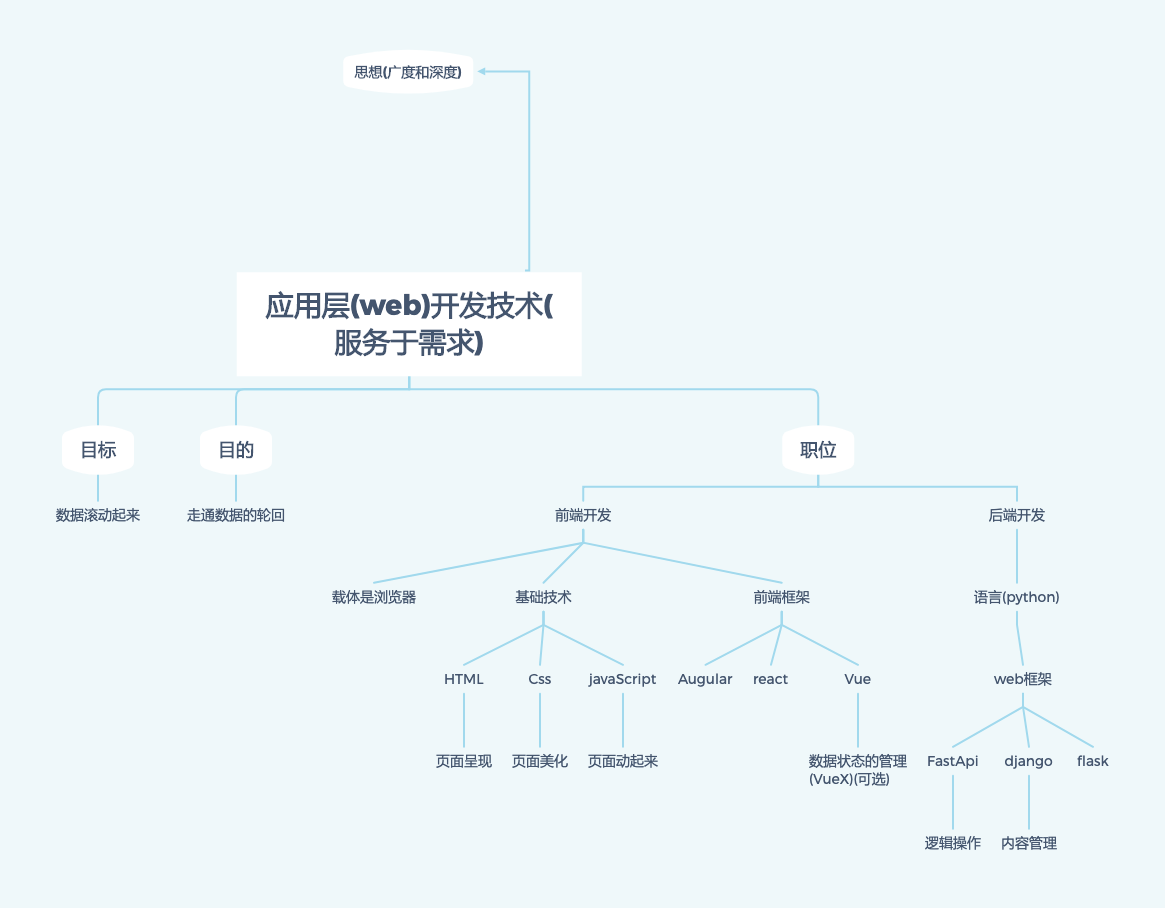 思想(广度和深度)
应用层(web)开发技术(
服务于需求)
目标
目的
职位
数据滚动起来
走通数据的轮回
前端开发
后端开发
载体是浏览器
基础技术
前端框架
语言(python)
HTML
Css
javaScript
Augular
react
Vue
web框架
页面呈现
页面美化
页面动起来
数据状态的管理
(VueX)(可选)
FastApi
django
flask
逻辑操作
内容管理